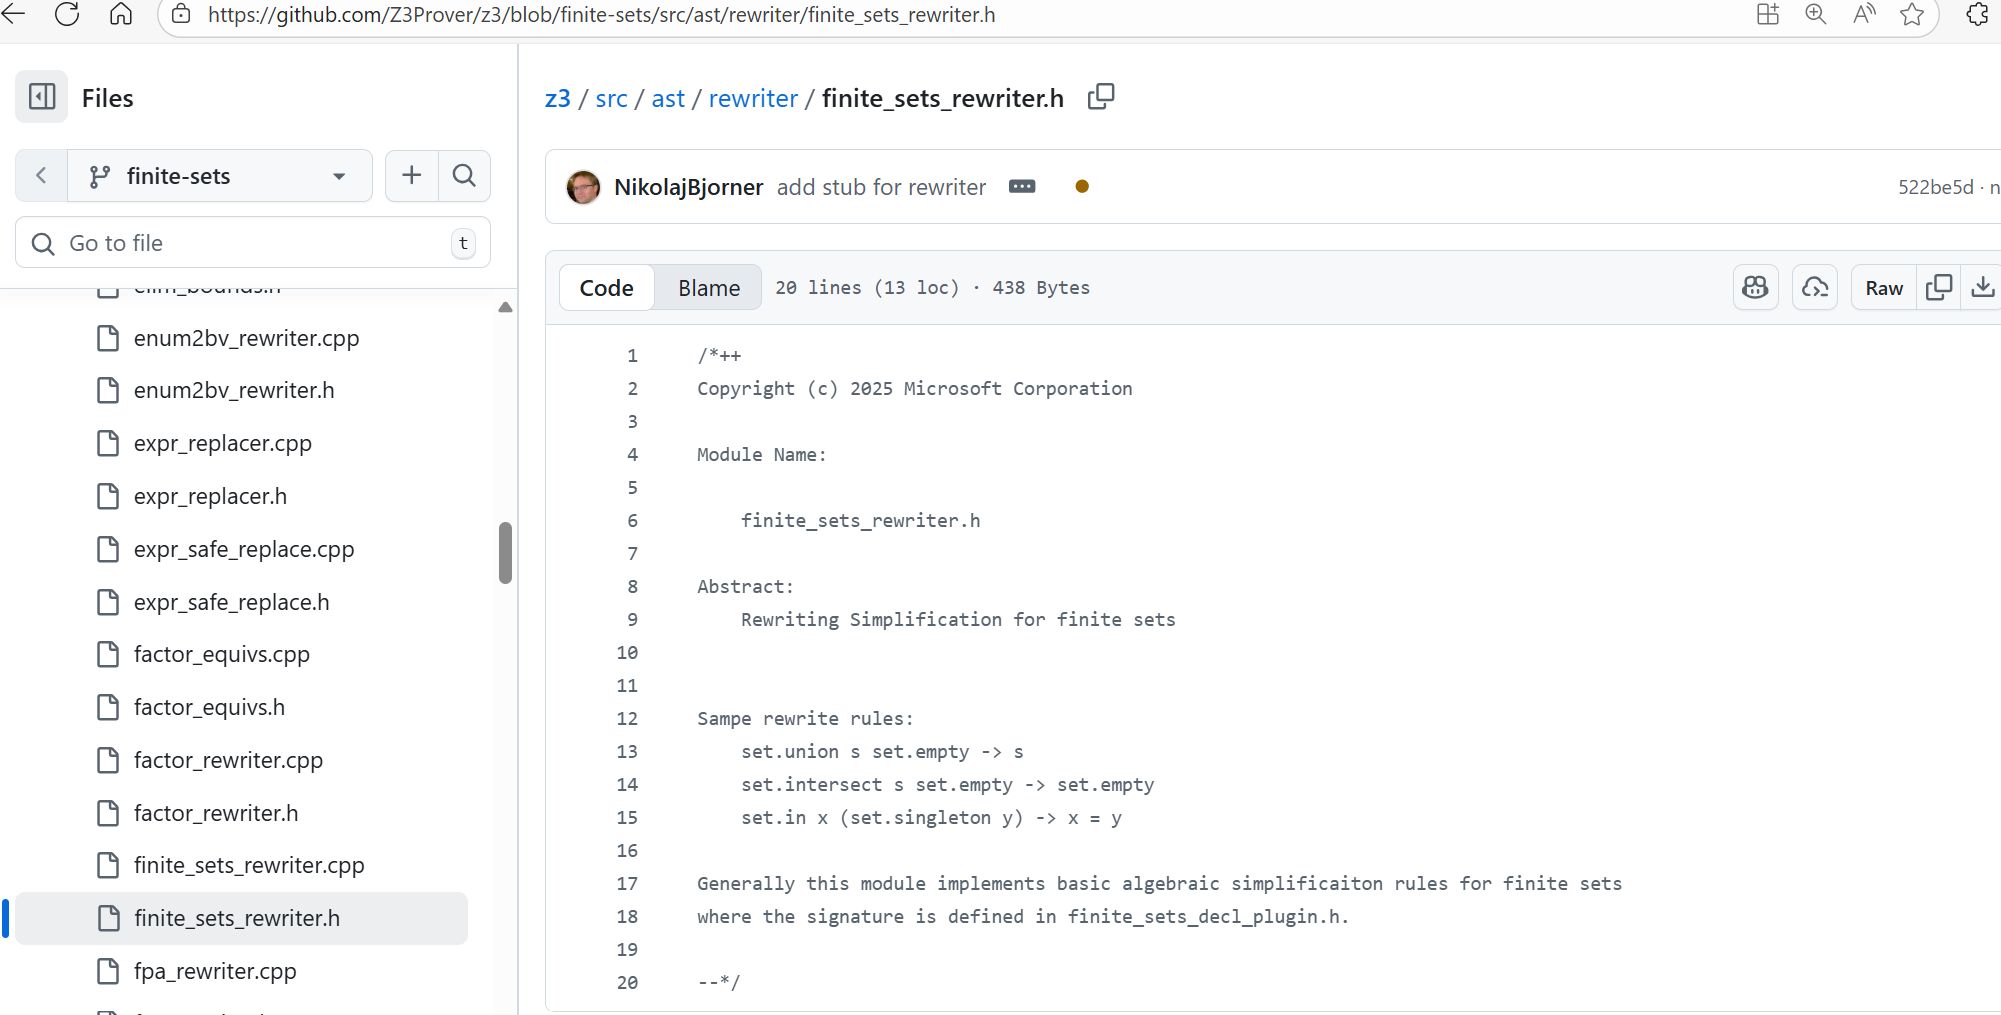 https://github.com/Z3Prover/z3/blob/finite-sets/src/ast/rewriter/finite_sets_rewriter.h
Files
z3 / src / ast / rewriter / finite_sets_rewriter.h
finite-sets
NikolajBjorner add stub for rewriter
522be5d · n
Go to file t
Code Blame 20 lines (13 loc) · 438 Bytes
Raw
elim_bounds.h
enum2bv_rewriter.cpp
enum2bv_rewriter.h
expr_replacer.cpp
expr_replacer.h
expr_safe_replace.cpp
expr_safe_replace.h
factor_equivs.cpp
factor_equivs.h
factor_rewriter.cpp
factor_rewriter.h
finite_sets_rewriter.cpp
finite_sets_rewriter.h
fpa_rewriter.cpp
1 /*++
2 Copyright (c) 2025 Microsoft Corporation
3
4 Module Name:
5
6 finite_sets_rewriter.h
7
8 Abstract:
9 Rewriting Simplification for finite sets
10
11
12 Sampe rewrite rules:
13 set.union s set.empty -> s
14 set.intersect s set.empty -> set.empty
15 set.in x (set.singleton y) -> x = y
16
17 Generally this module implements basic algebraic simplificaiton rules for finite sets
18 where the signature is defined in finite_sets_decl_plugin.h.
19
20 --*/